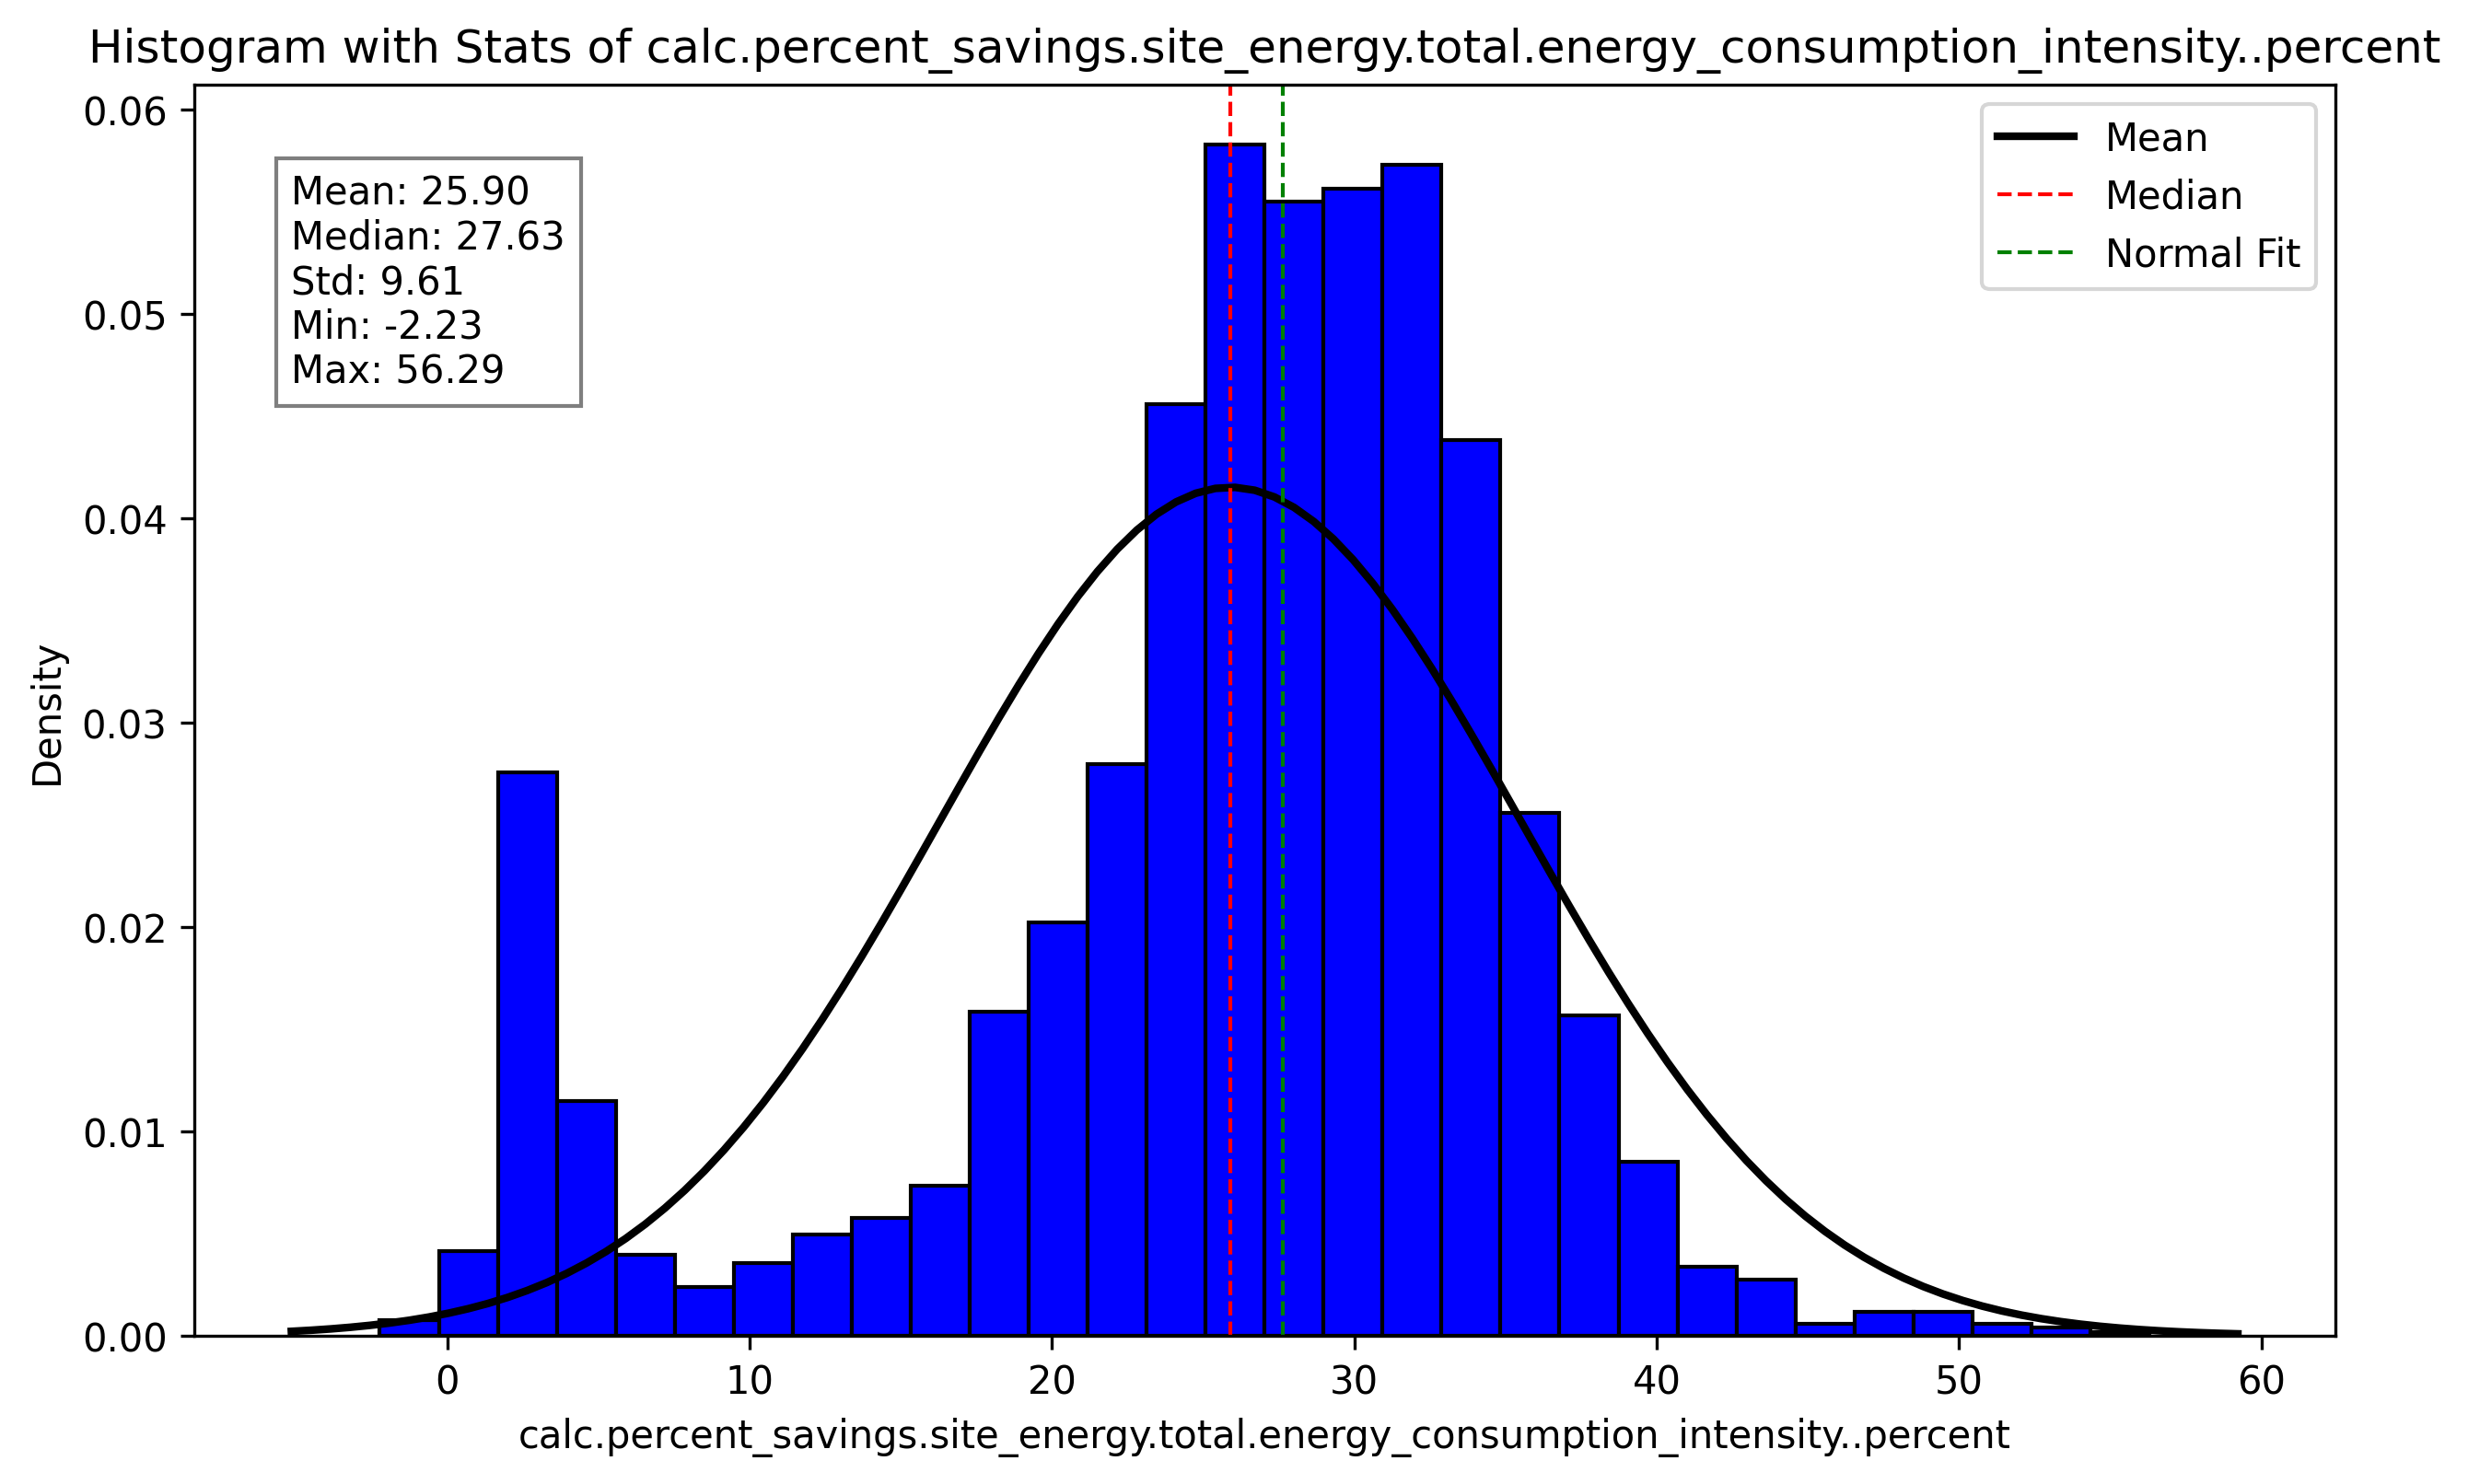 Histogram with Stats of calc.percent_savings.site_energy.total.energy_consumption_intensity..percent
Mean: 25.90
Median: 27.63
Std: 9.61
Min: -2.23
Max: 56.29
Mean
Median
Normal Fit
Density
0.06
0.05
0.04
0.03
0.02
0.01
0.00
0
10
20
30
40
50
60
calc.percent_savings.site_energy.total.energy_consumption_intensity..percent